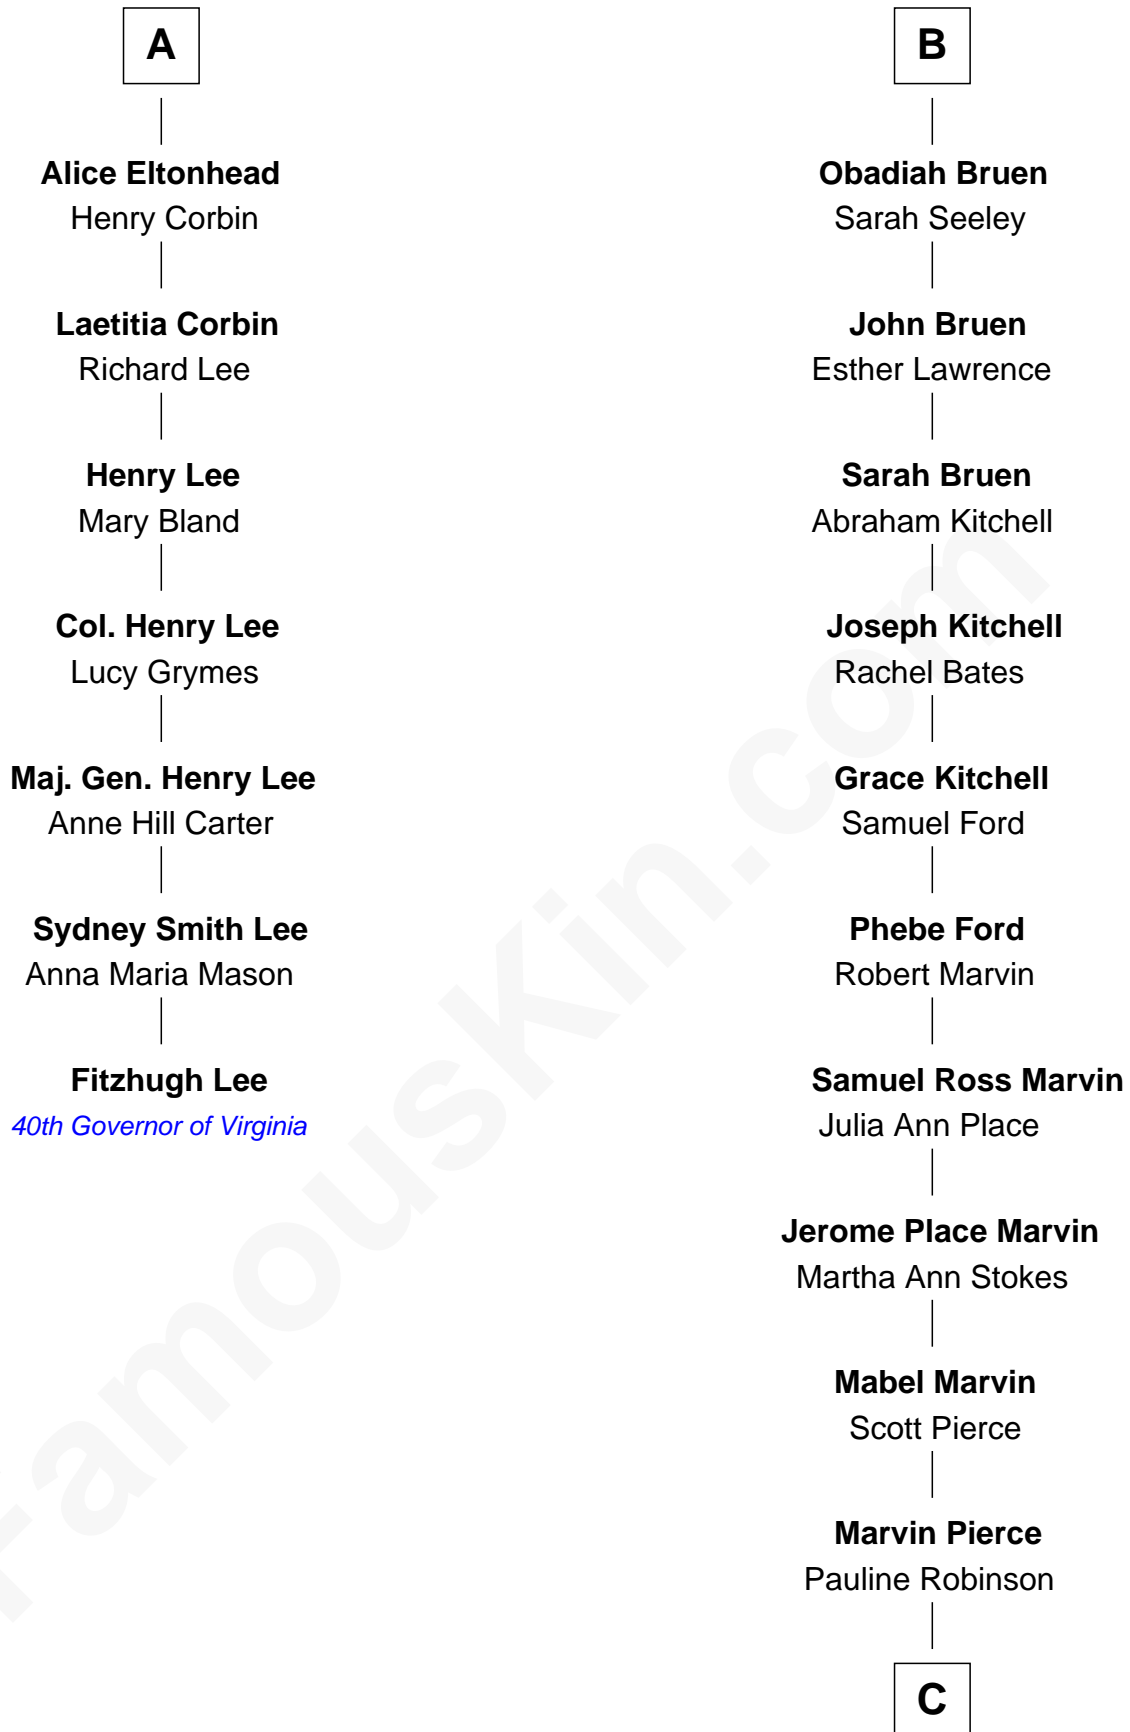 A
Alice Eltonhead
Henry Corbin
Laetitia Corbin
Richard Lee
Henry Lee
Mary Bland
Col. Henry Lee
Lucy Grymes
Maj. Gen. Henry Lee
Anne Hill Carter
Sydney Smith Lee
Anna Maria Mason
Fitzhugh Lee
40th Governor of Virginia
B
Obadiah Bruen
Sarah Seeley
John Bruen
Esther Lawrence
Sarah Bruen
Abraham Kitchell
Joseph Kitchell
Rachel Bates
Grace Kitchell
Samuel Ford
Phebe Ford
Robert Marvin
Samuel Ross Marvin
Julia Ann Place
Jerome Place Marvin
Martha Ann Stokes
Mabel Marvin
Scott Pierce
Marvin Pierce
Pauline Robinson
C
FamousKin.com